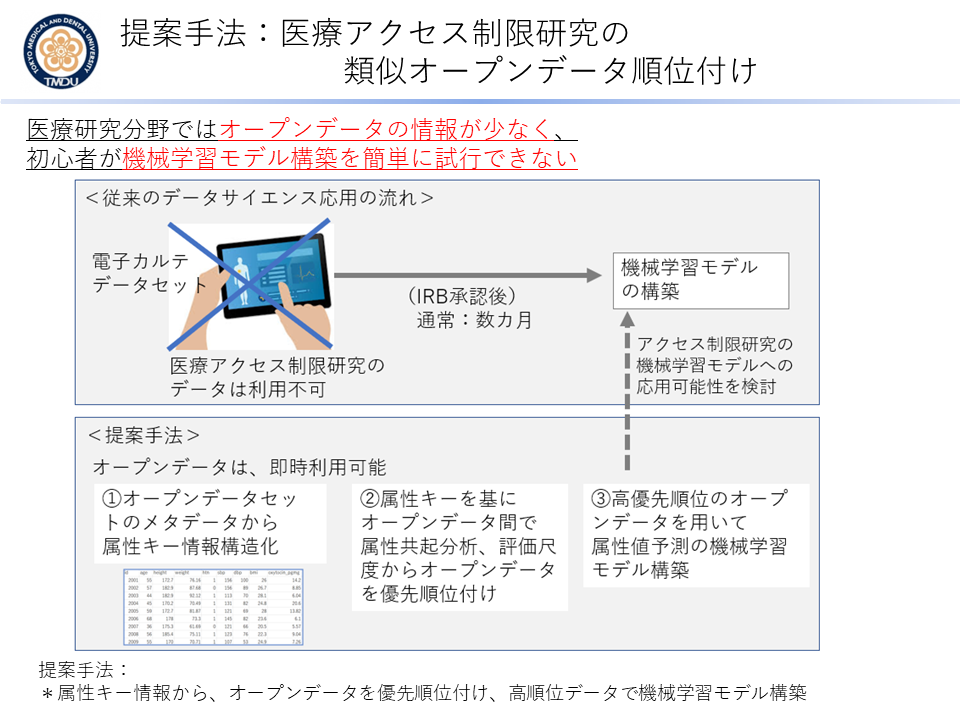 TOKYO MEDICAL AND DENTAL UNIVERSITY
TMDU
提案手法：医療アクセス制限研究の
類似オープンデータ順位付け
医療研究分野ではオープンデータの情報が少なく、
初心者が機械学習モデル構築を簡単に試行できない
＜従来のデータサイエンス応用の流れ＞
電子カルテ
データセット
（IRB承認後）
通常：数カ月
機械学習モデル
の構築
医療アクセス制限研究の
データは利用不可
アクセス制限研究の
機械学習モデルへの
応用可能性を検討
＜提案手法＞
オープンデータは、即時利用可能
①オープンデータセッ
トのメタデータから
属性キー情報構造化
②属性キーを基に
オープンデータ間で
属性共起分析、評価尺
度からオープンデータ
を優先順位付け
③高優先順位のオープ
ンデータを用いて
属性値予測の機械学習
モデル構築
id age height weight htn sbp dbp bmi
2001 55 172.7 76.16 1 156 100 26 14.2
2002 57 182.9 87.68 0 156 89 26.7 8.85
2003 44 182.9 92.12 1 113 70 28.1 6.04
2004 45 170.2 70.49 1 131 82 24.8 20.6
2005 59 172.7 81.87 1 121 69 28 13.82
2006 68 178 73.3 1 145 82 23.6 6.1
2007 36 175.3 61.69 0 121 66 20.5 5.57
2008 56 185.4 75.11 1 123 76 22.3 9.04
2009 55 170 70.71 1 107 53 24.9 7.26
提案手法：
＊属性キー情報から、オープンデータを優先順位付け、高順位データで機械学習モデル構築